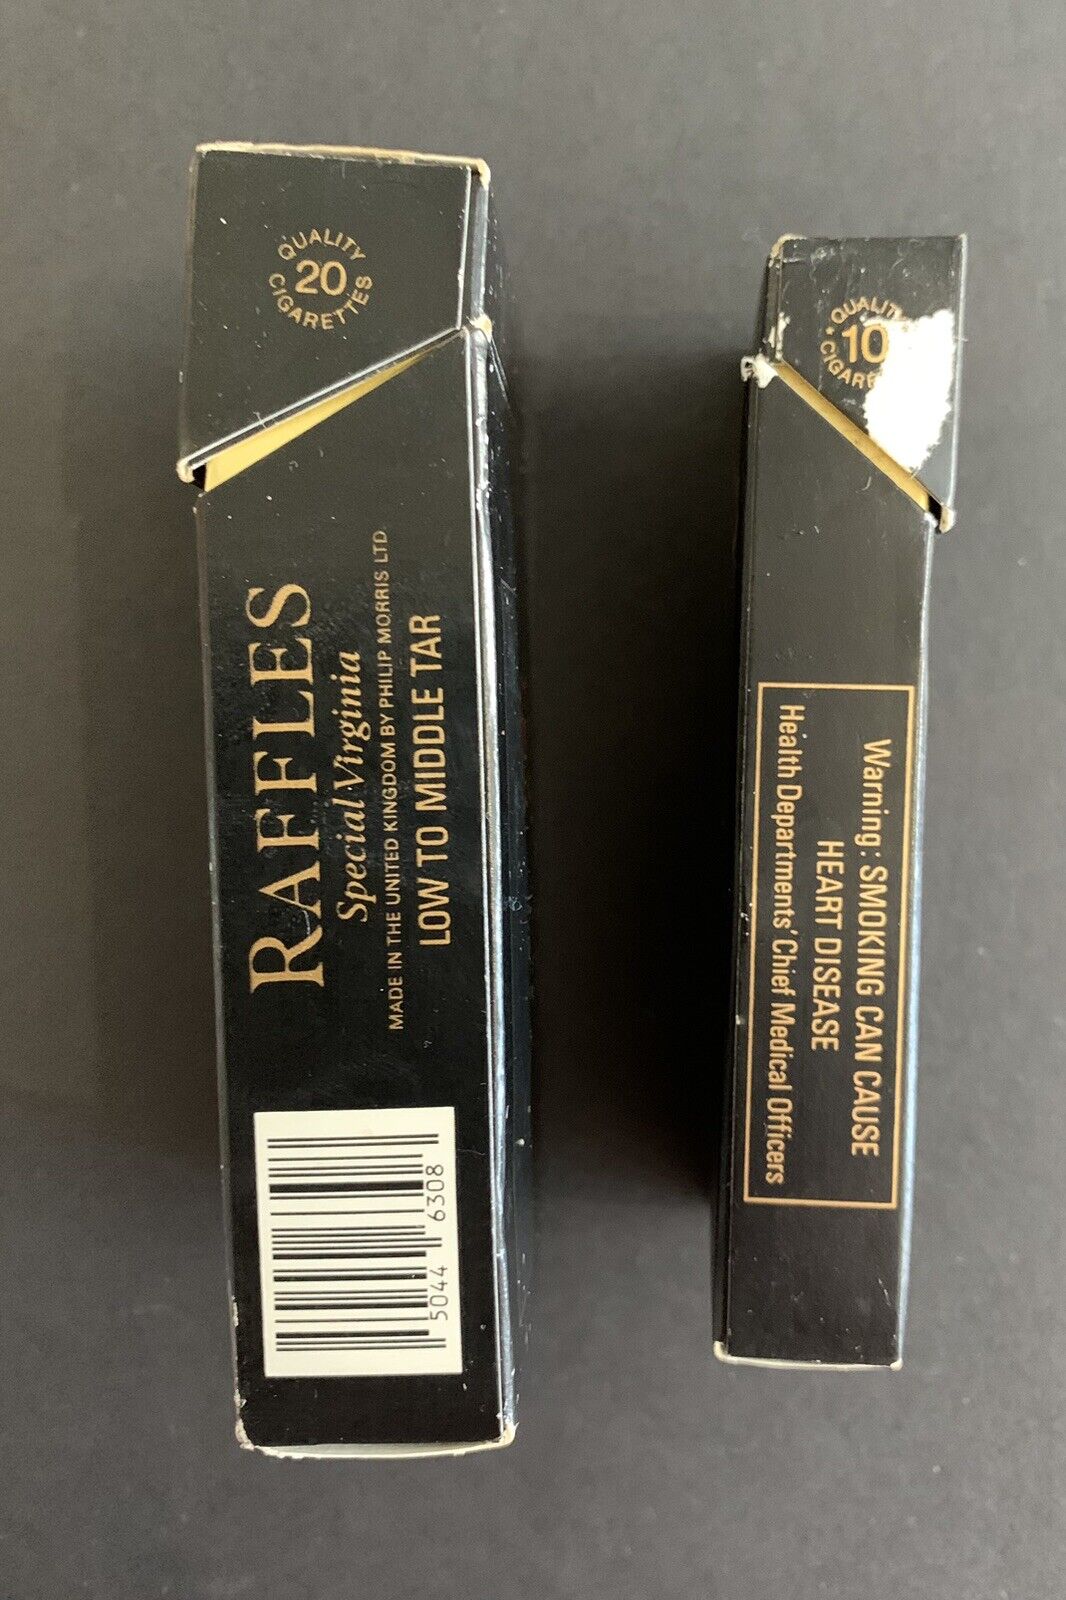 QUALITY
20
CIGARETTES
RAFFLES
Special Virginia
MADE IN THE UNITED KINGDOM BY PHILIP MORRIS LTD
LOW TO MIDDLE TAR
5044 6308
QUALITY
10
Warning: SMOKING CAN CAUSE
HEART DISEASE
Health Departments' Chief Medical Officers